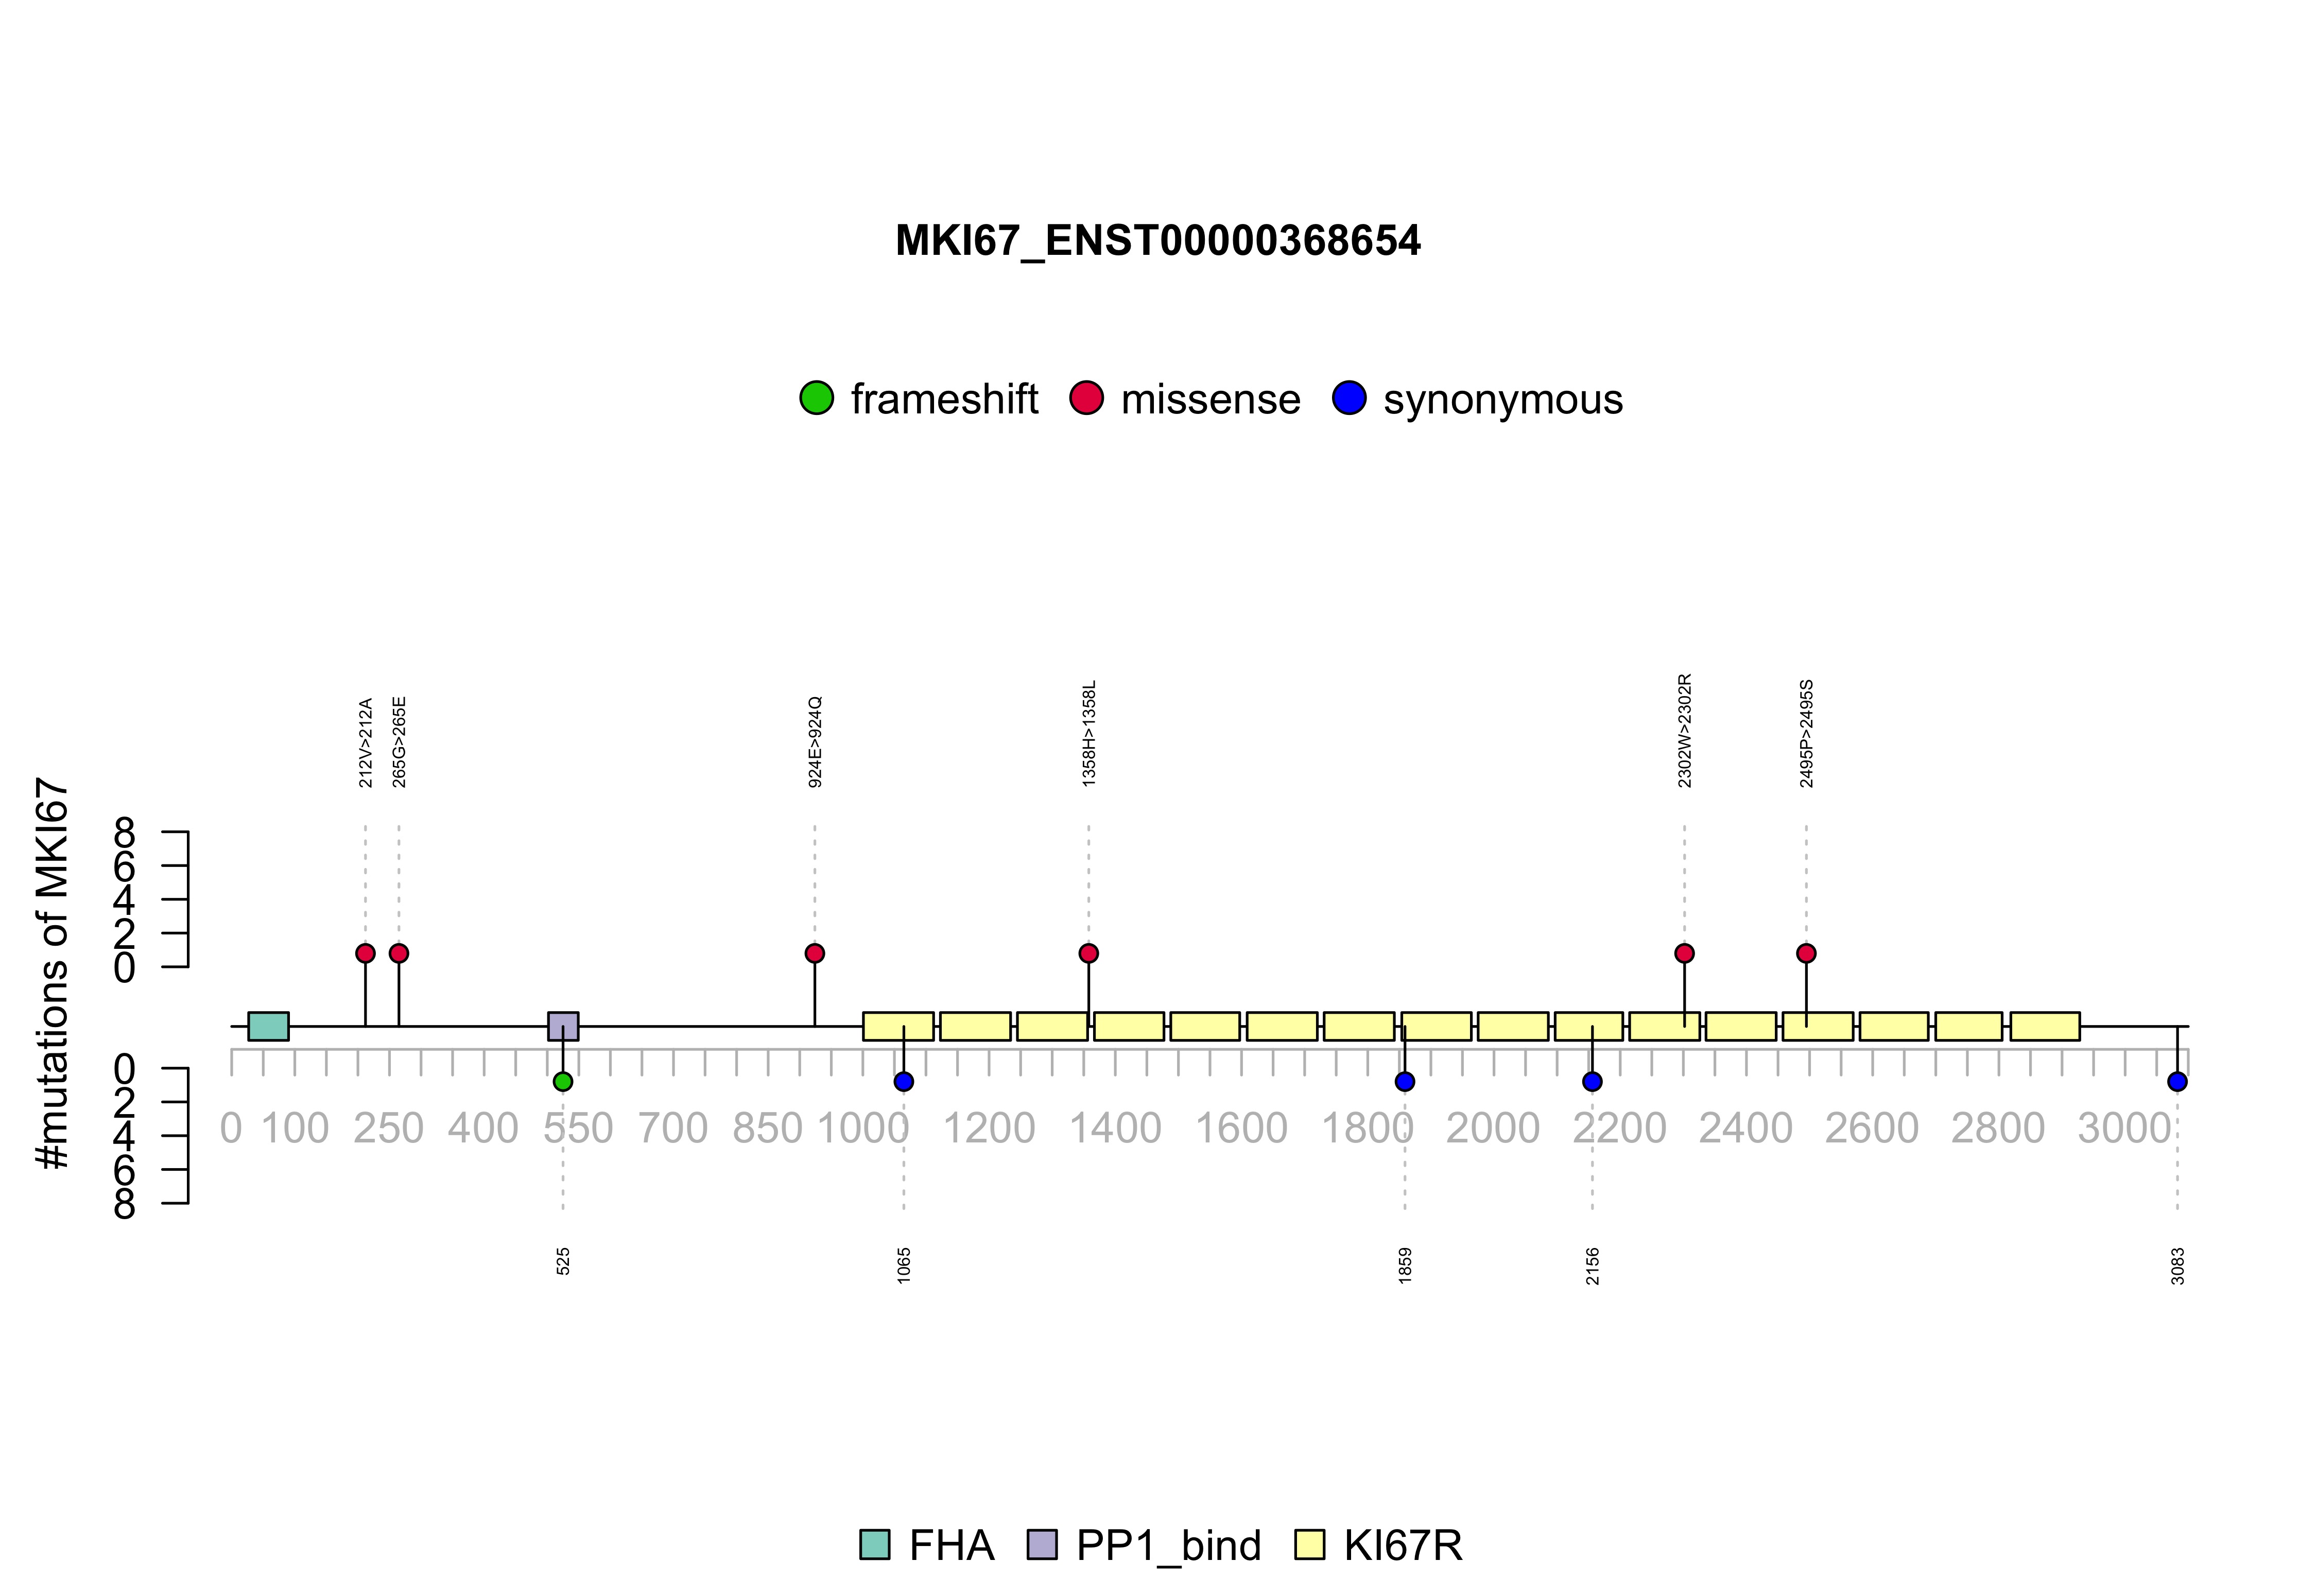 MKI67_ENST00000368654
frameshift missense synonymous
212V>212A
265G>265E
924E>924Q
1358H>1358L
2302W>2302R
2495P>2495S
#mutations of MKI67
8
6
4
2
0
0
2
4
6
8
0 100 250 400 550 700 850 1000 1200 1400 1600 1800 2000 2200 2400 2600 2800 3000
525
1065
1859
2156
3083
FHA PP1_bind KI67R